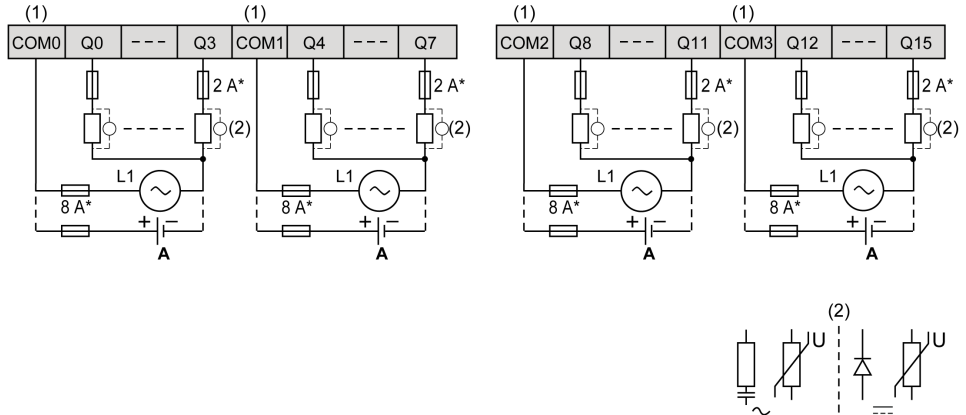 (1) (1) (1) (1)
COM0 Q0 --- Q3 COM1 Q4 --- Q7 COM2 Q8 --- Q11 COM3 Q12 --- Q15
2 A* 2 A* 2 A* 2 A*
(2) (2) (2) (2)
L1 L1 L1 L1
8 A* 8 A* 8 A* 8 A*
+ − + − + − + −
A A A A
(2)
U U